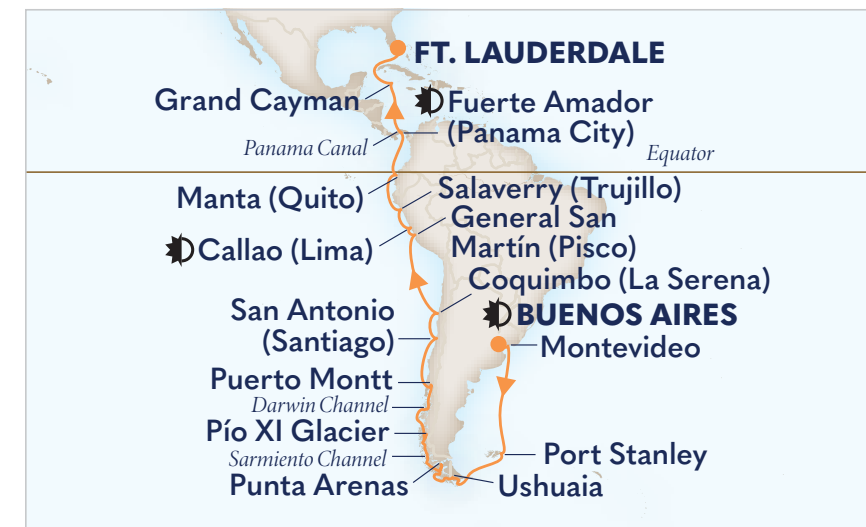 FT. LAUDERDALE
Grand Cayman
Fuerte Amador
(Panama City)
Panama Canal
Equator
Manta (Quito)
Salaverry (Trujillo)
General San
Martín (Pisco)
Callao (Lima)
Coquimbo (La Serena)
San Antonio
(Santiago)
BUENOS AIRES
Montevideo
Puerto Montt
Darwin Channel
Pío XI Glacier
Sarmiento Channel
Port Stanley
Punta Arenas
Ushuaia